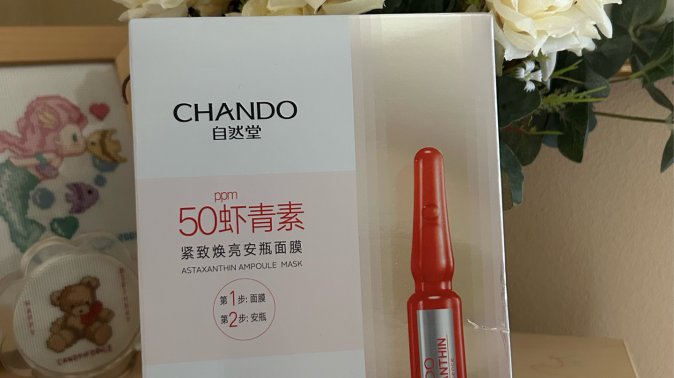 CHANDO
自然堂
ppm
50虾青素
紧致焕亮安瓶面膜
ASTAXANTHIN AMPOULE MASK
第1步: 面膜
第2步: 安瓶